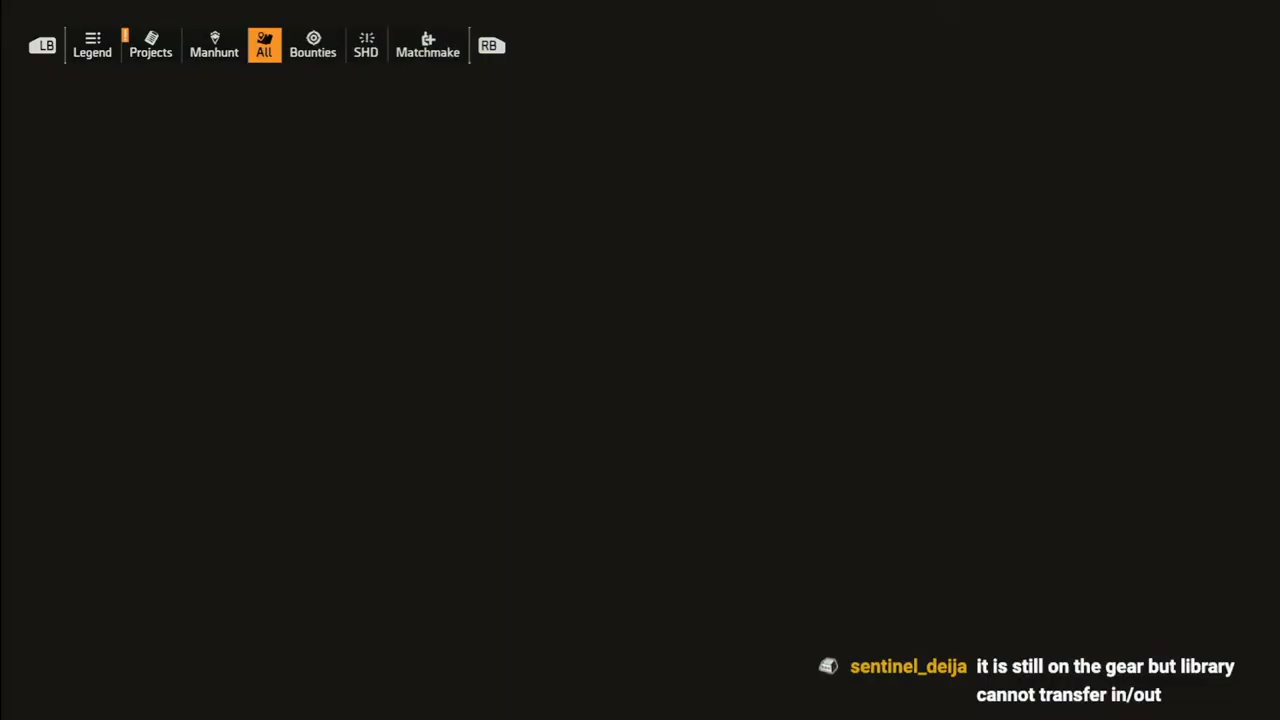 LB Legend Projects Manhunt All Bounties SHD Matchmake RB
sentinel_deija it is still on the gear but library
cannot transfer in/out